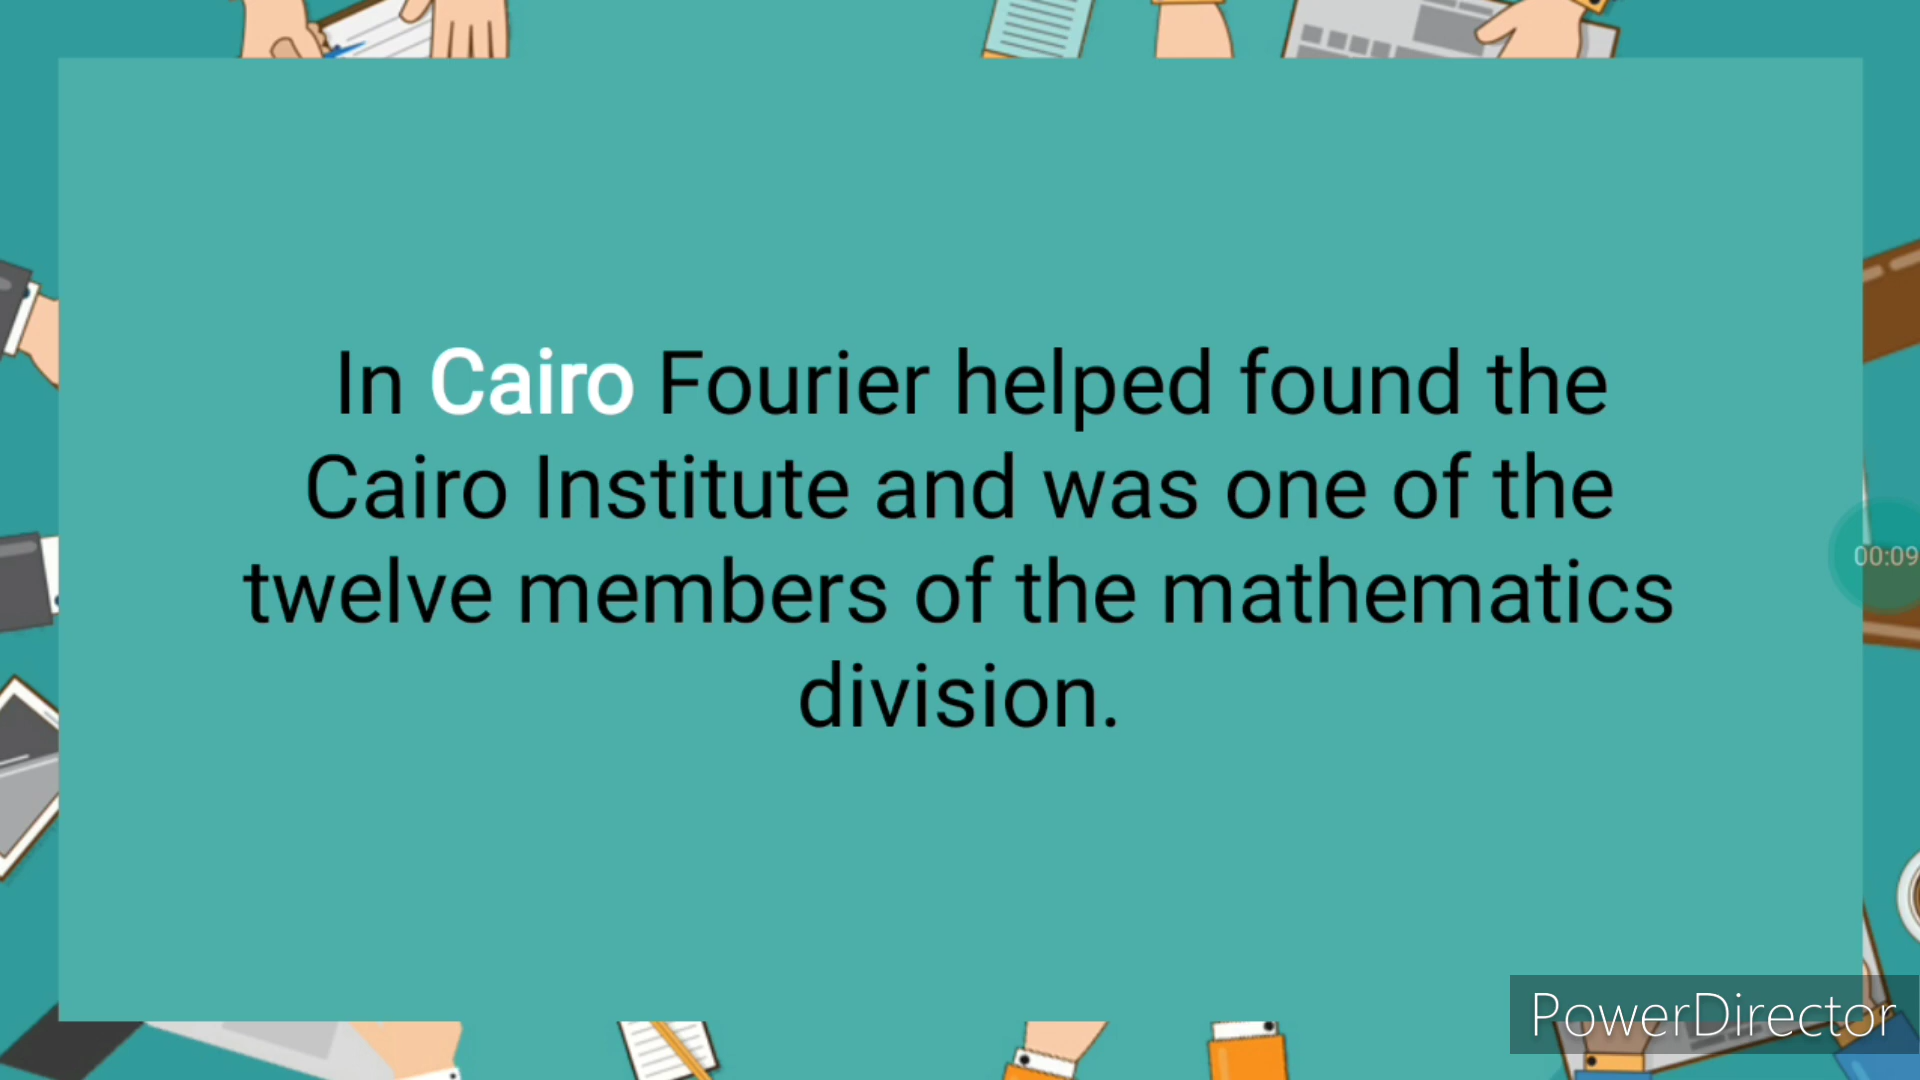 In Cairo Fourier helped found the
Cairo Institute and was one of the
twelve members of the mathematics
division.
00:09
PowerDirector